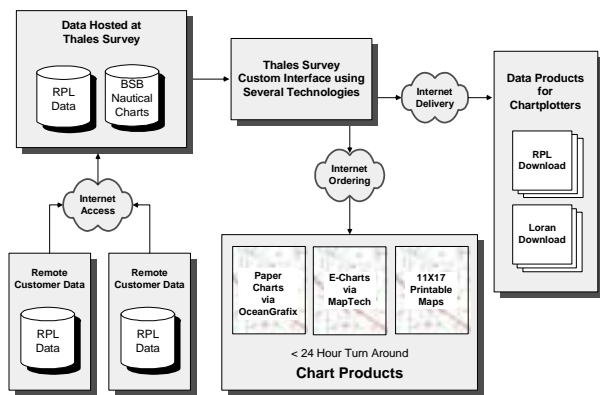 Data Hosted at
Thales Survey
RPL
Data
BSB
Nautical
Charts
Thales Survey
Custom Interface using
Several Technologies
Internet
Delivery
Data Products
for
Chartplotters
RPL
Download
Loran
Download
Internet
Ordering
Internet
Access
Remote
Customer Data
RPL
Data
Remote
Customer Data
RPL
Data
Paper
Charts
via
OceanGrafix
E-Charts
via
MapTech
11X17
Printable
Maps
< 24 Hour Turn Around
Chart Products